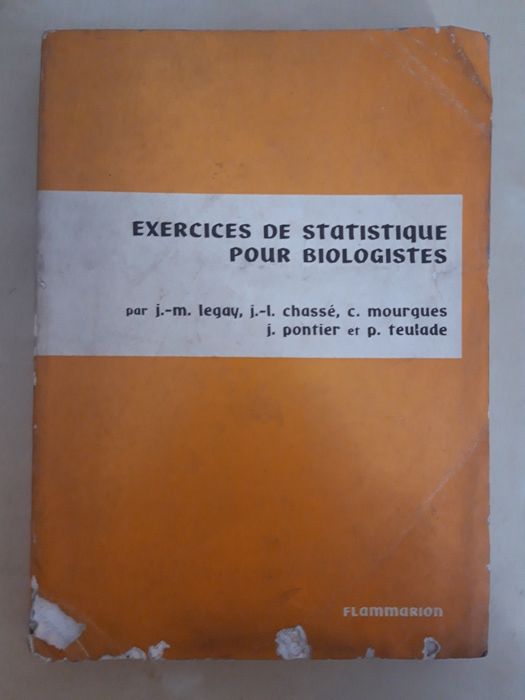 EXERCICES DE STATISTIQUE
POUR BIOLOGISTES
par j.-m. legay, j.-l. chassé, c. mourgues
j. pontier et p. teulade
FLAMMARION